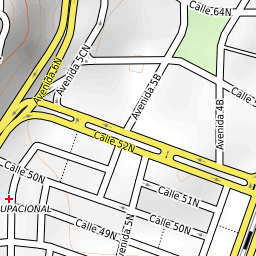 Calle 64N
Avenida 6N
Avenida 5CN
Avenida 5B
Avenida 4B
Calle 52N
Calle 50N
UPACIONAL
Calle 51N
Calle 50N
Calle 49N
Avenida 5N